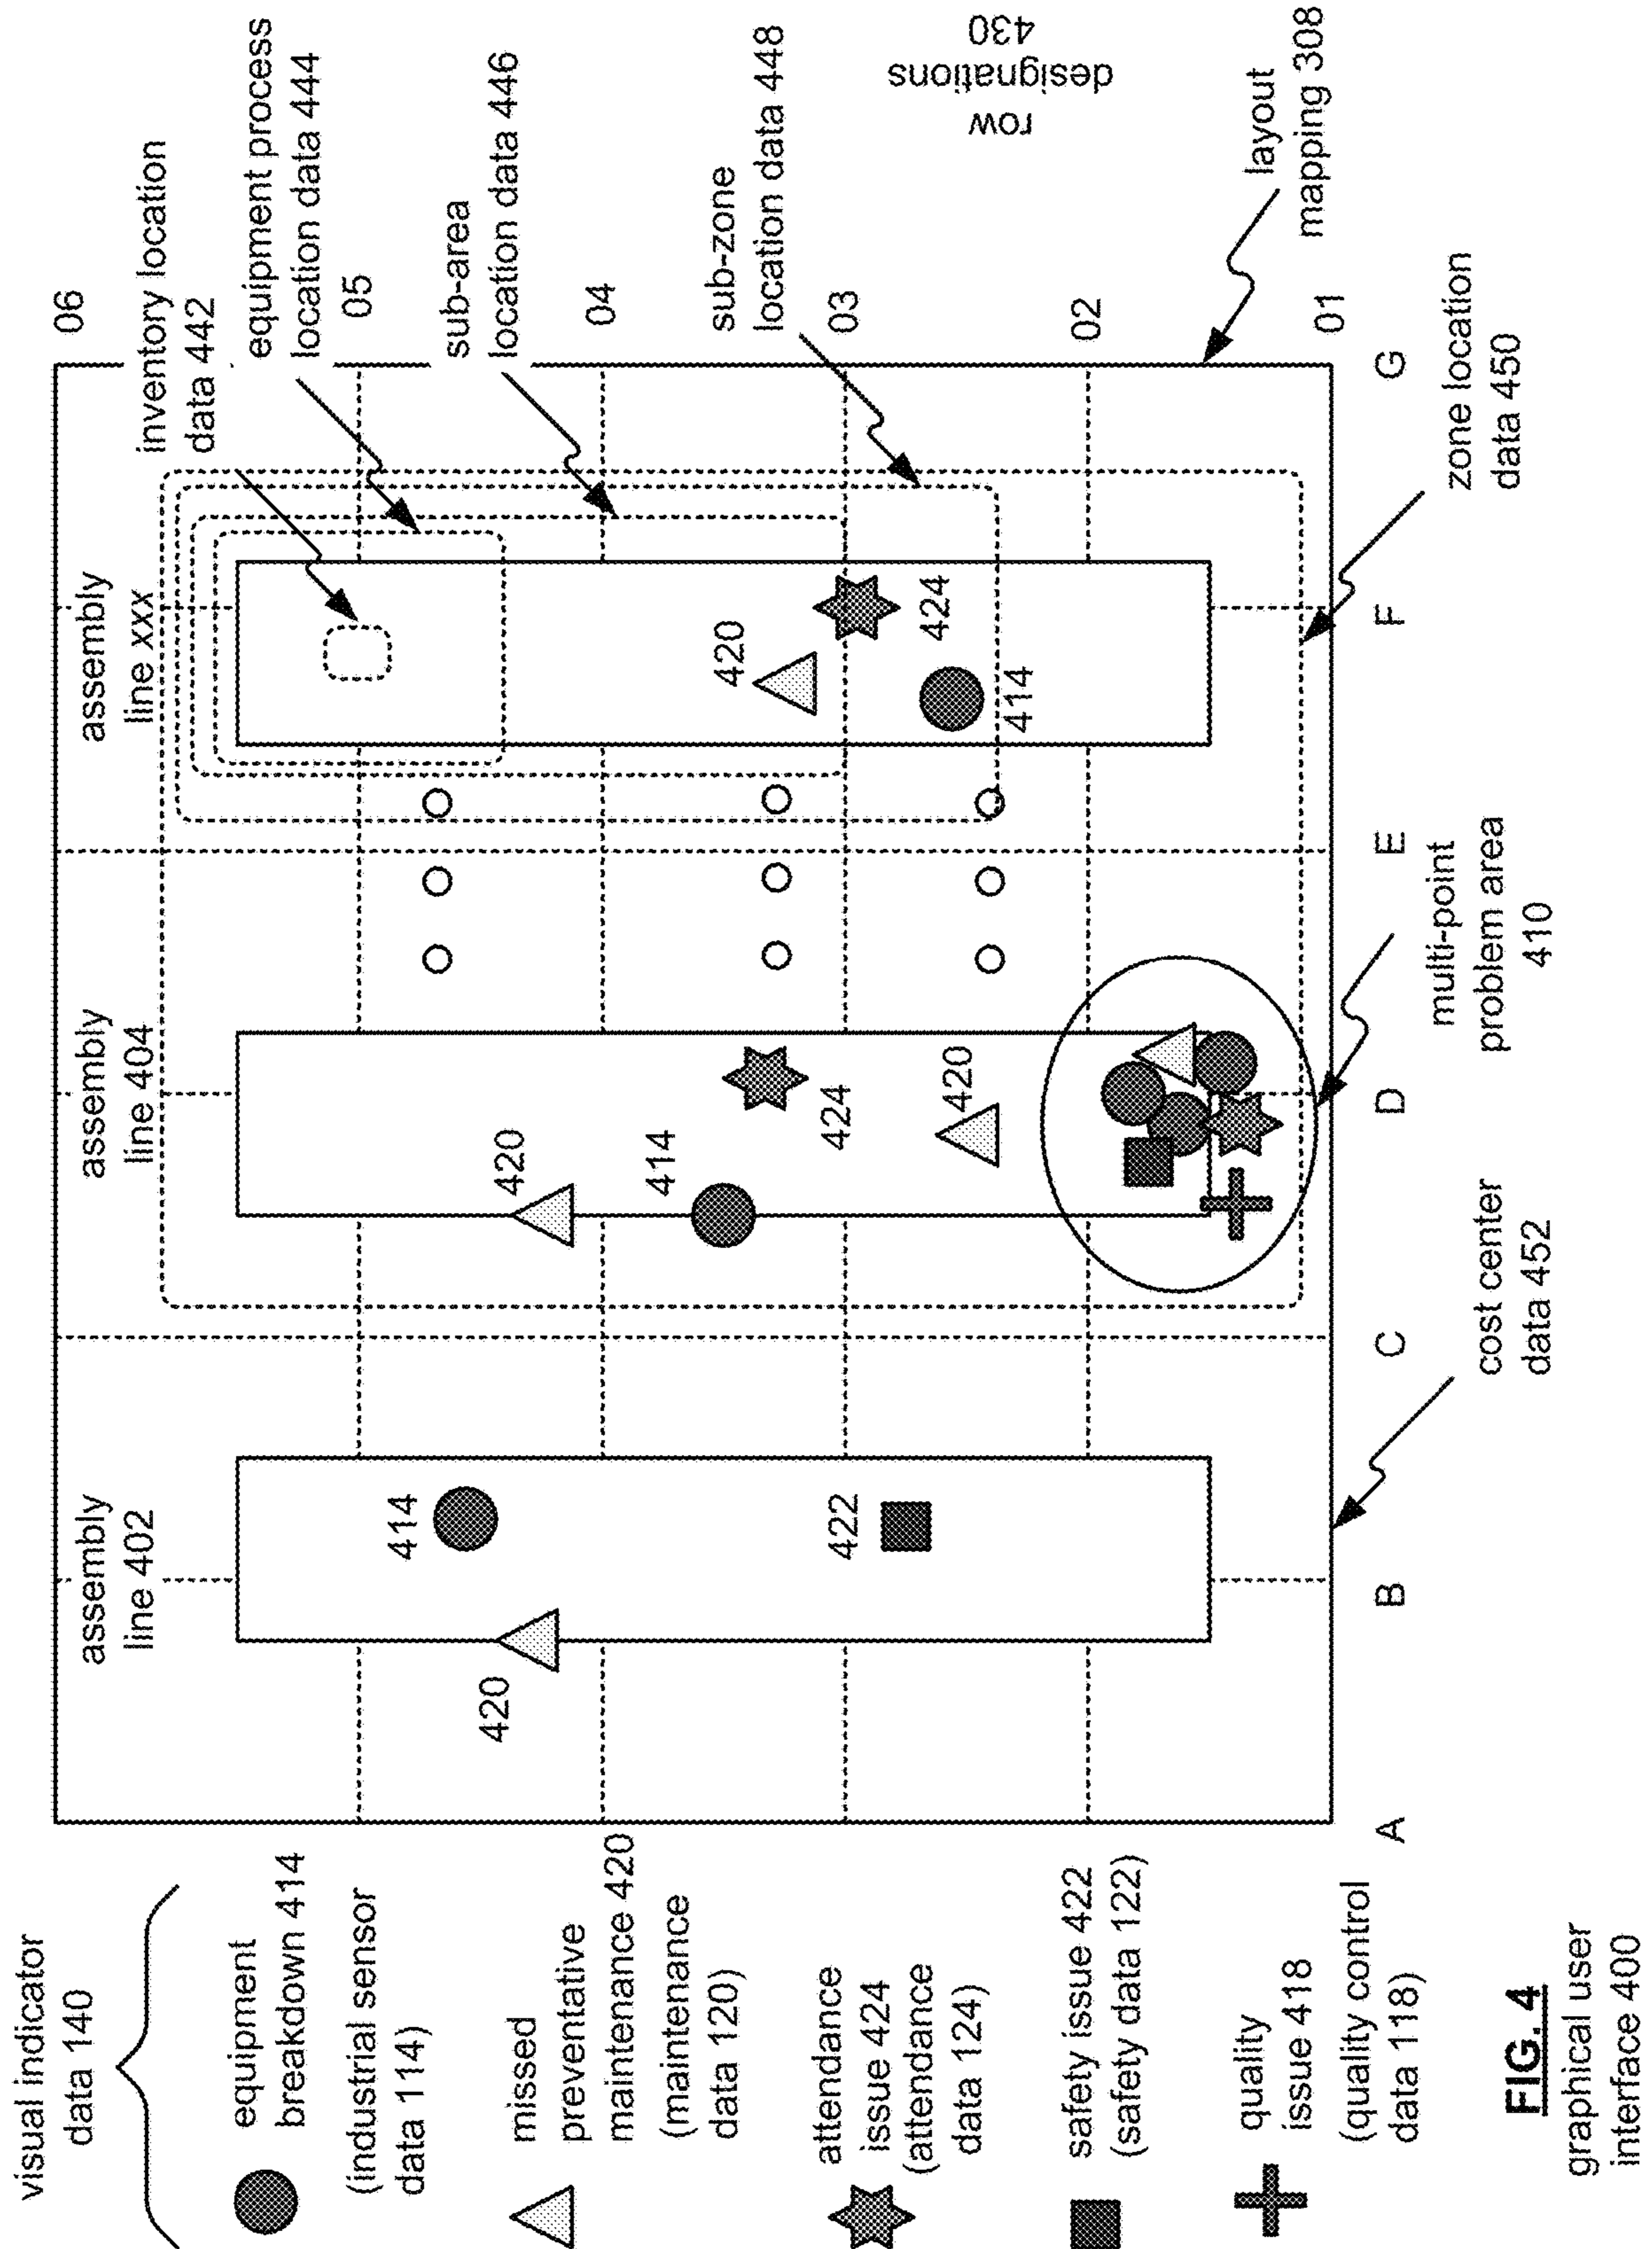 visual indicator
data 140
equipment
breakdown 414
(industrial sensor
data 114)
missed
preventative
maintenance 420
(maintenance
data 120)
attendance
issue 424
(attendance
data 124)
safety issue 422
(safety data 122)
quality
issue 418
(quality control
data 118)
assembly
line 402
assembly
line 404
assembly
line xxx
420
414
422
420
414
424
420
420
424
414
inventory location
data 442
equipment process
location data 444
sub-area
location data 446
sub-zone
location data 448
06
05
04
03
02
01
row
designations
430
layout
mapping 308
A
B
C
D
E
F
G
cost center
data 452
multi-point
problem area
410
zone location
data 450
FIG. 4
graphical user
interface 400